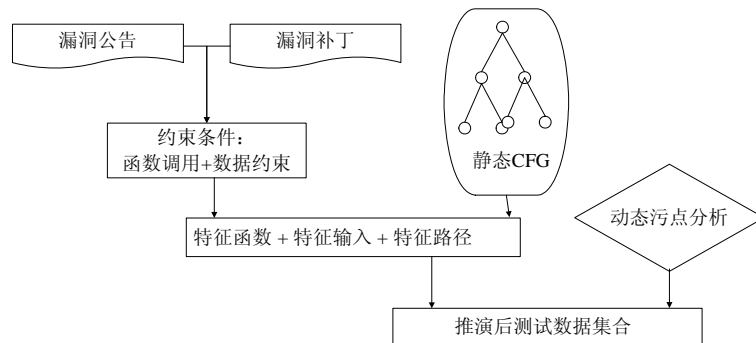 漏洞公告
漏洞补丁
约束条件:
函数调用+数据约束
静态CFG
动态污点分析
特征函数 + 特征输入 + 特征路径
推演后测试数据集合